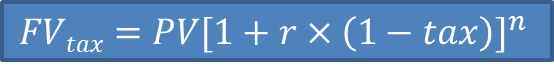 FV_tax = PV[1 + r × (1 − tax)]^n